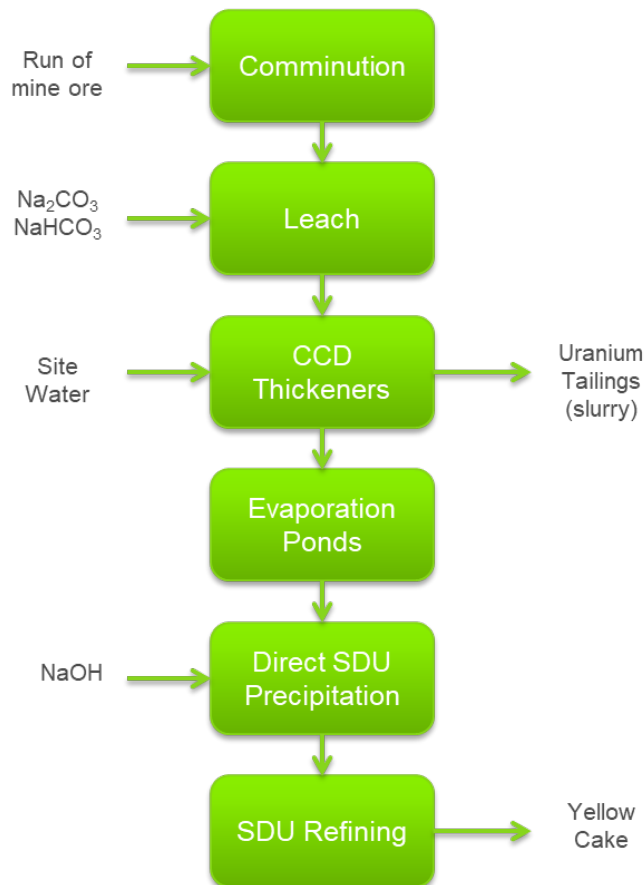 Run of
mine ore
Comminution
Na₂CO₃
NaHCO₃
Leach
Site
Water
CCD
Thickeners
Uranium
Tailings
(slurry)
Evaporation
Ponds
NaOH
Direct SDU
Precipitation
SDU Refining
Yellow
Cake